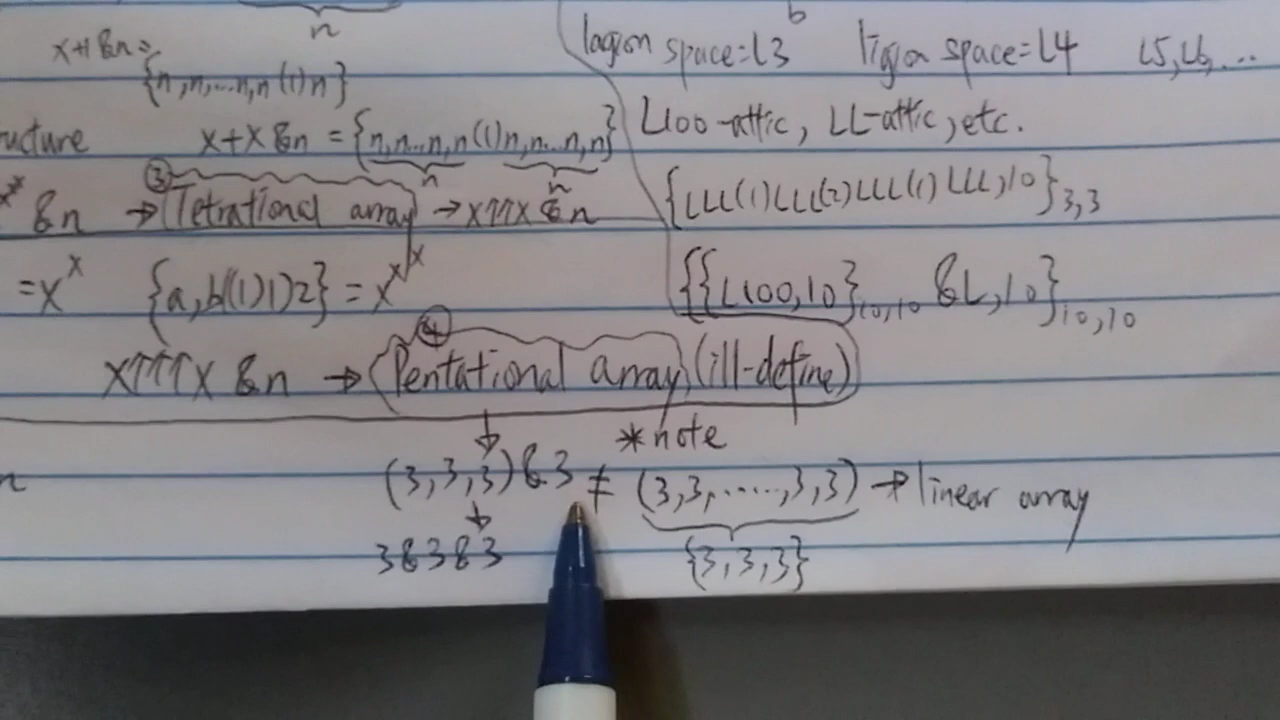 n
x+1&n=
{n,n,...n,n(1)n}
ructure x+x&n = {n,n...n,n(1)n,n...n,n}
n n
&n → ③ Tetrational array → x↑↑x&n
=x^x {a,b((1)1)2} = x^x^x
x↑↑↑x&n → ④ Pentational array (ill-define)
↓
(3,3,3)&3 ≠ (3,3,.....,3,3) → linear array
↓
3&3&3 {3,3,3}
*note
n
b
lagon space=L3 ligon space=L4 L5,L6,...
L100-attic, LL-attic, etc.
{LLL(1)LLL(2)LLL(1)LLL,10}3,3
{{L100,10}10,10 &L,10}10,10